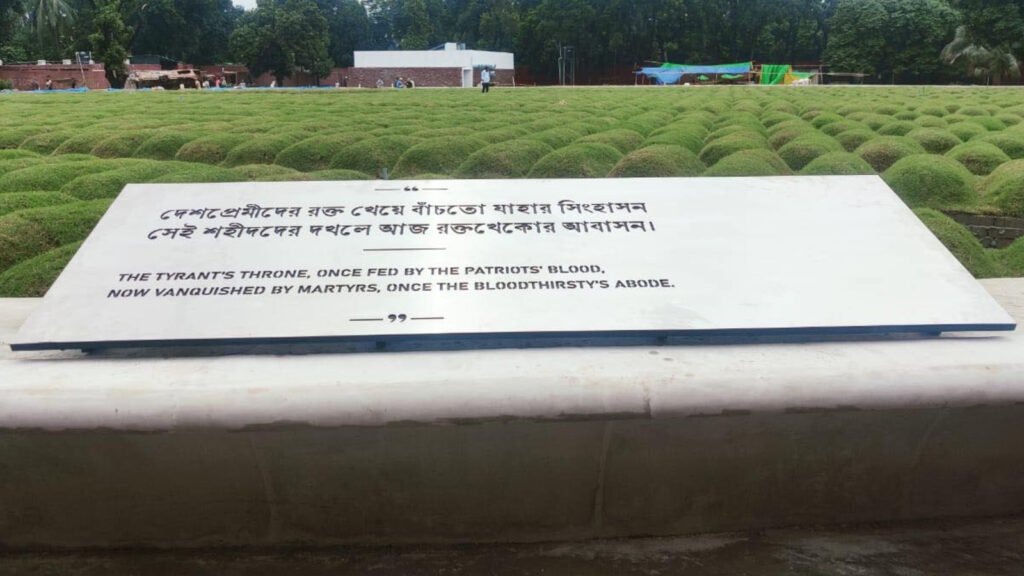 “
দেশপ্রেমীদের রক্ত খেয়ে বাঁচতো যাহার সিংহাসন
সেই শহীদদের দখলে আজ রক্তখেকোর আবাসন।
THE TYRANT'S THRONE, ONCE FED BY THE PATRIOTS' BLOOD,
NOW VANQUISHED BY MARTYRS, ONCE THE BLOODTHIRSTY'S ABODE.
”